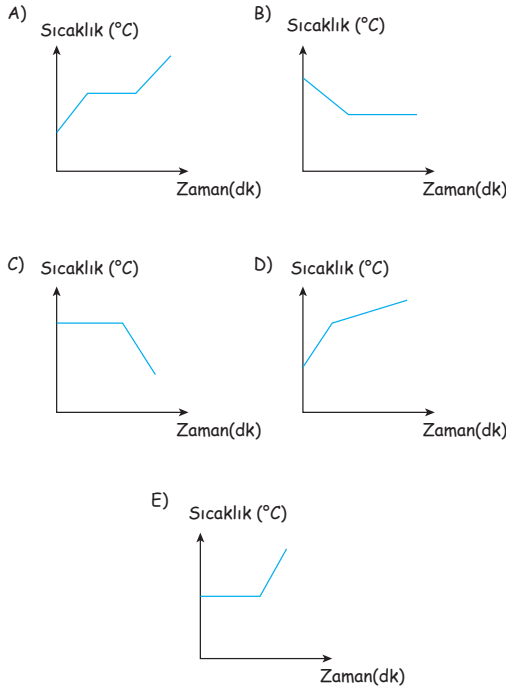 A)
Sıcaklık (°C)
Zaman(dk)
B)
Sıcaklık (°C)
Zaman(dk)
C)
Sıcaklık (°C)
Zaman(dk)
D)
Sıcaklık (°C)
Zaman(dk)
E)
Sıcaklık (°C)
Zaman(dk)